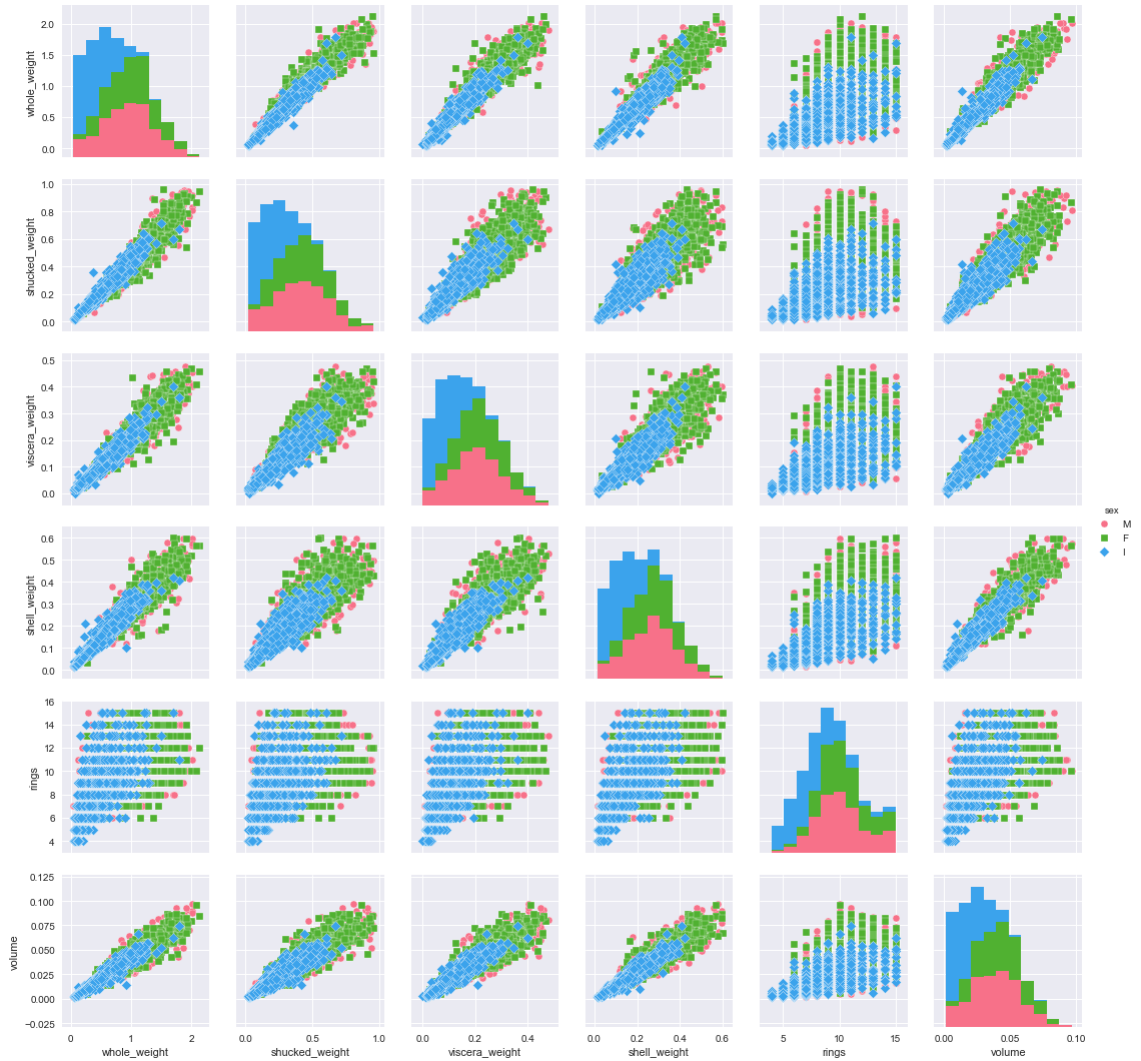 whole_weight
2.0
1.5
1.0
0.5
0.0
shucked_weight
1.0
0.8
0.6
0.4
0.2
0.0
viscera_weight
0.5
0.4
0.3
0.2
0.1
0.0
sex
M
F
I
shell_weight
0.6
0.5
0.4
0.3
0.2
0.1
0.0
rings
16
14
12
10
8
6
4
volume
0.125
0.100
0.075
0.050
0.025
0.000
−0.025
0 1 2
0.0 0.5 1.0
0.0 0.2 0.4
0.0 0.2 0.4 0.6
5 10 15
0.00 0.05 0.10
whole_weight
shucked_weight
viscera_weight
shell_weight
rings
volume